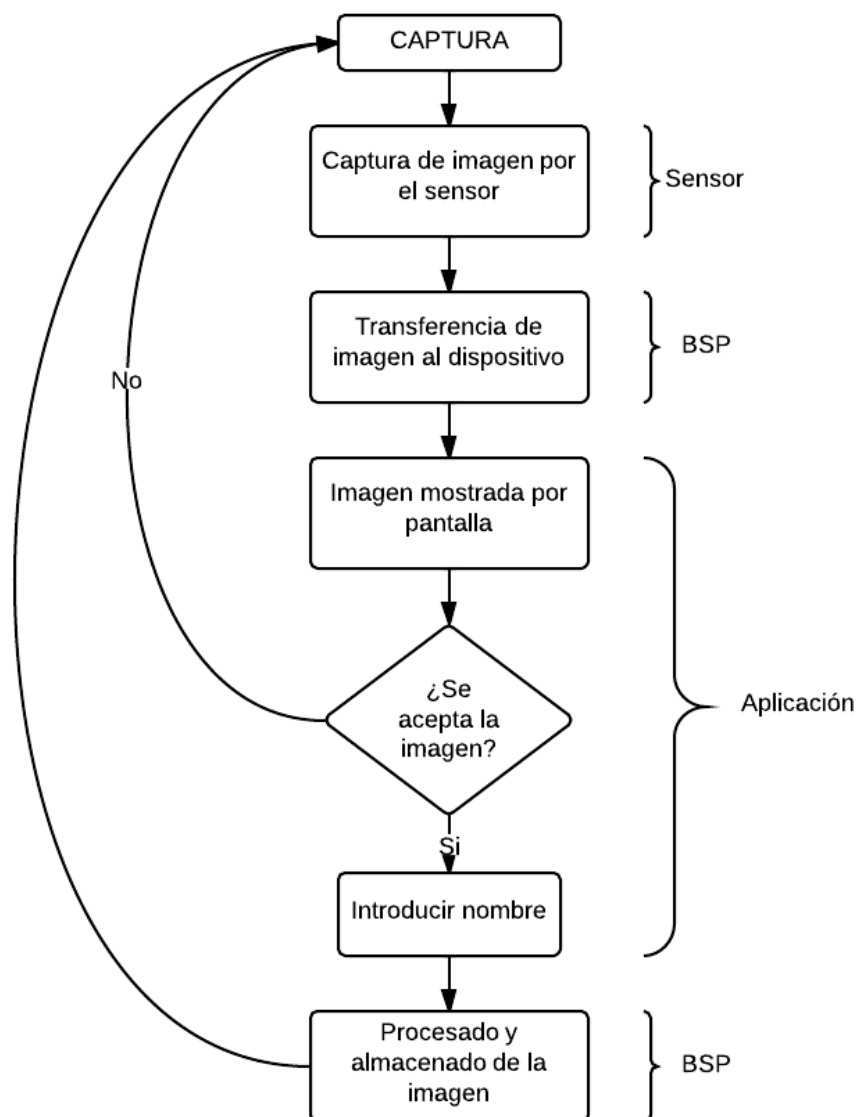 CAPTURA
Captura de imagen por
el sensor
Sensor
Transferencia de
imagen al dispositivo
BSP
No
Imagen mostrada por
pantalla
¿Se
acepta la
imagen?
Aplicación
Si
Introducir nombre
Procesado y
almacenado de la
imagen
BSP